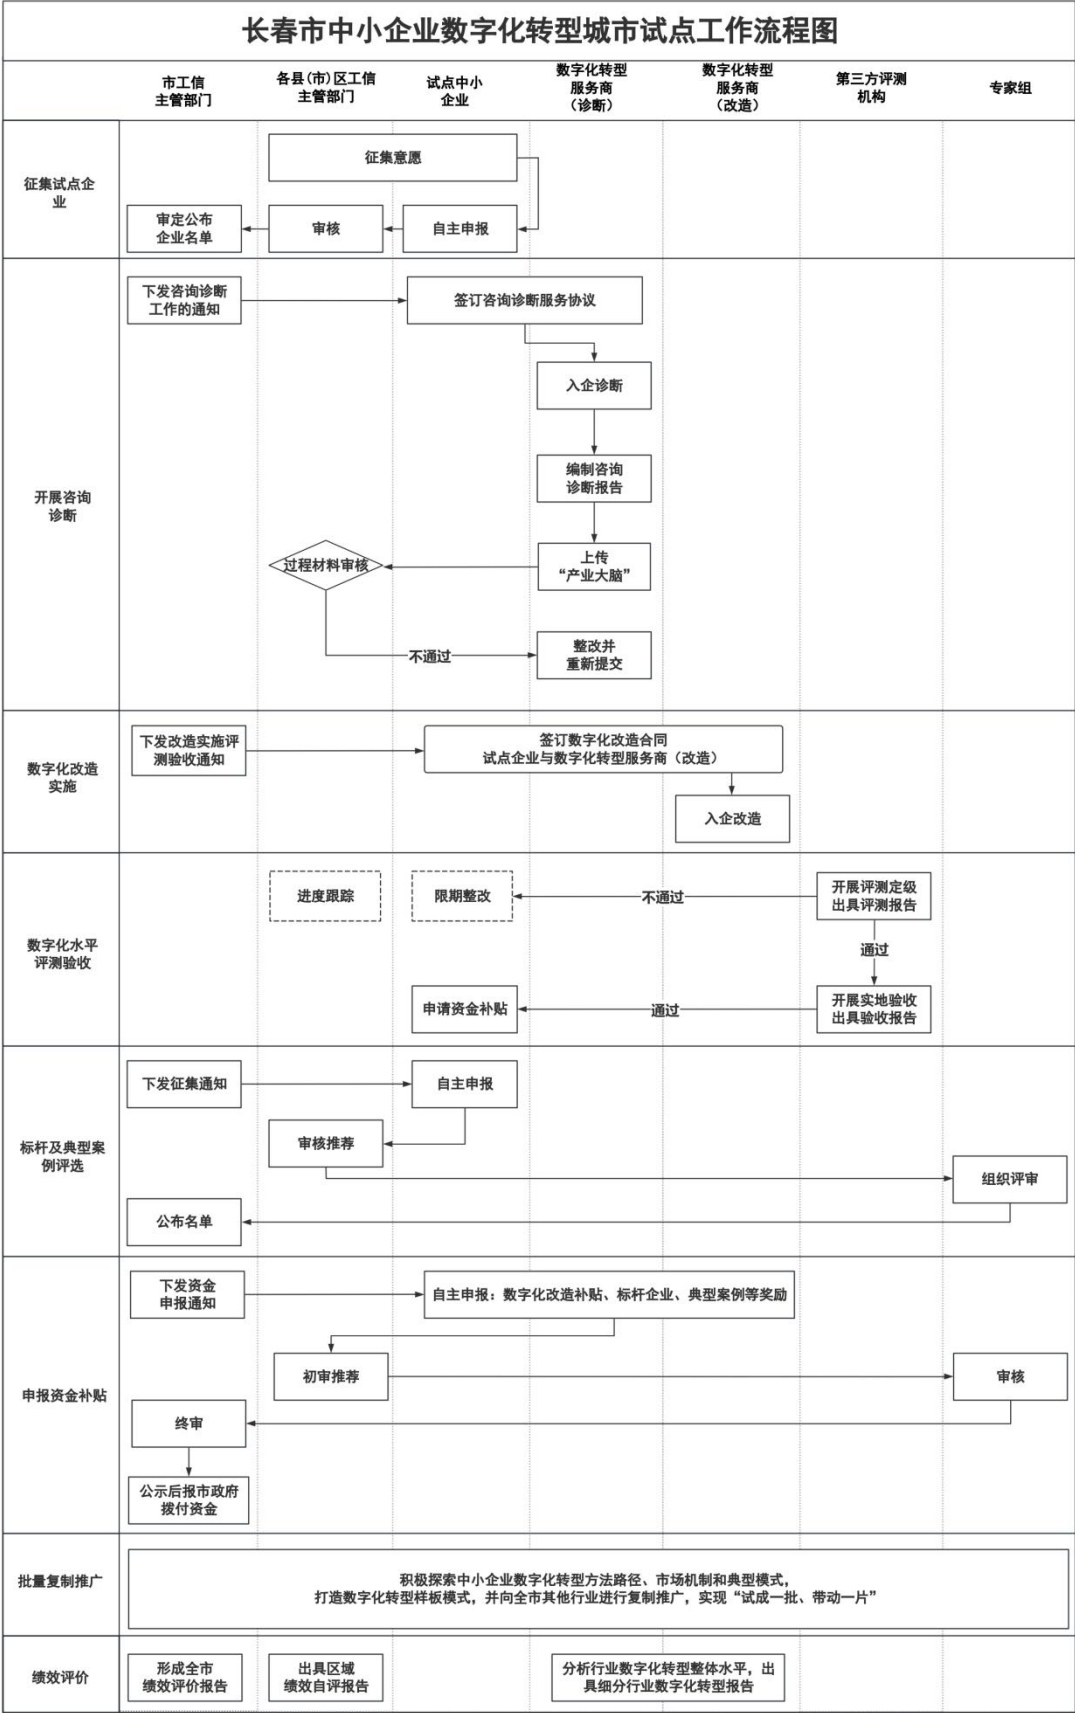 长春市中小企业数字化转型城市试点工作流程图
市工信
主管部门
各县(市)区工信
主管部门
试点中小
企业
数字化转型
服务商
（诊断）
数字化转型
服务商
（改造）
第三方评测
机构
专家组
征集试点企
业
征集意愿
审定公布
企业名单
审核
自主申报
开展咨询
诊断
下发咨询诊断
工作的通知
签订咨询诊断服务协议
入企诊断
编制咨询
诊断报告
上传
“产业大脑”
过程材料审核
不通过
整改并
重新提交
数字化改造
实施
下发改造实施评
测验收通知
签订数字化改造合同
试点企业与数字化转型服务商（改造）
入企改造
数字化水平
评测验收
进度跟踪
限期整改
不通过
开展评测定级
出具评测报告
通过
申请资金补贴
通过
开展实地验收
出具验收报告
标杆及典型案
例评选
下发征集通知
自主申报
审核推荐
组织评审
公布名单
申报资金补贴
下发资金
申报通知
自主申报：数字化改造补贴、标杆企业、典型案例等奖励
初审推荐
审核
终审
公示后报市政府
拨付资金
批量复制推广
积极探索中小企业数字化转型方法路径、市场机制和典型模式，
打造数字化转型样板模式，并向全市其他行业进行复制推广，实现“试成一批、带动一片”
绩效评价
形成全市
绩效评价报告
出具区域
绩效自评报告
分析行业数字化转型整体水平，出
具细分行业数字化转型报告